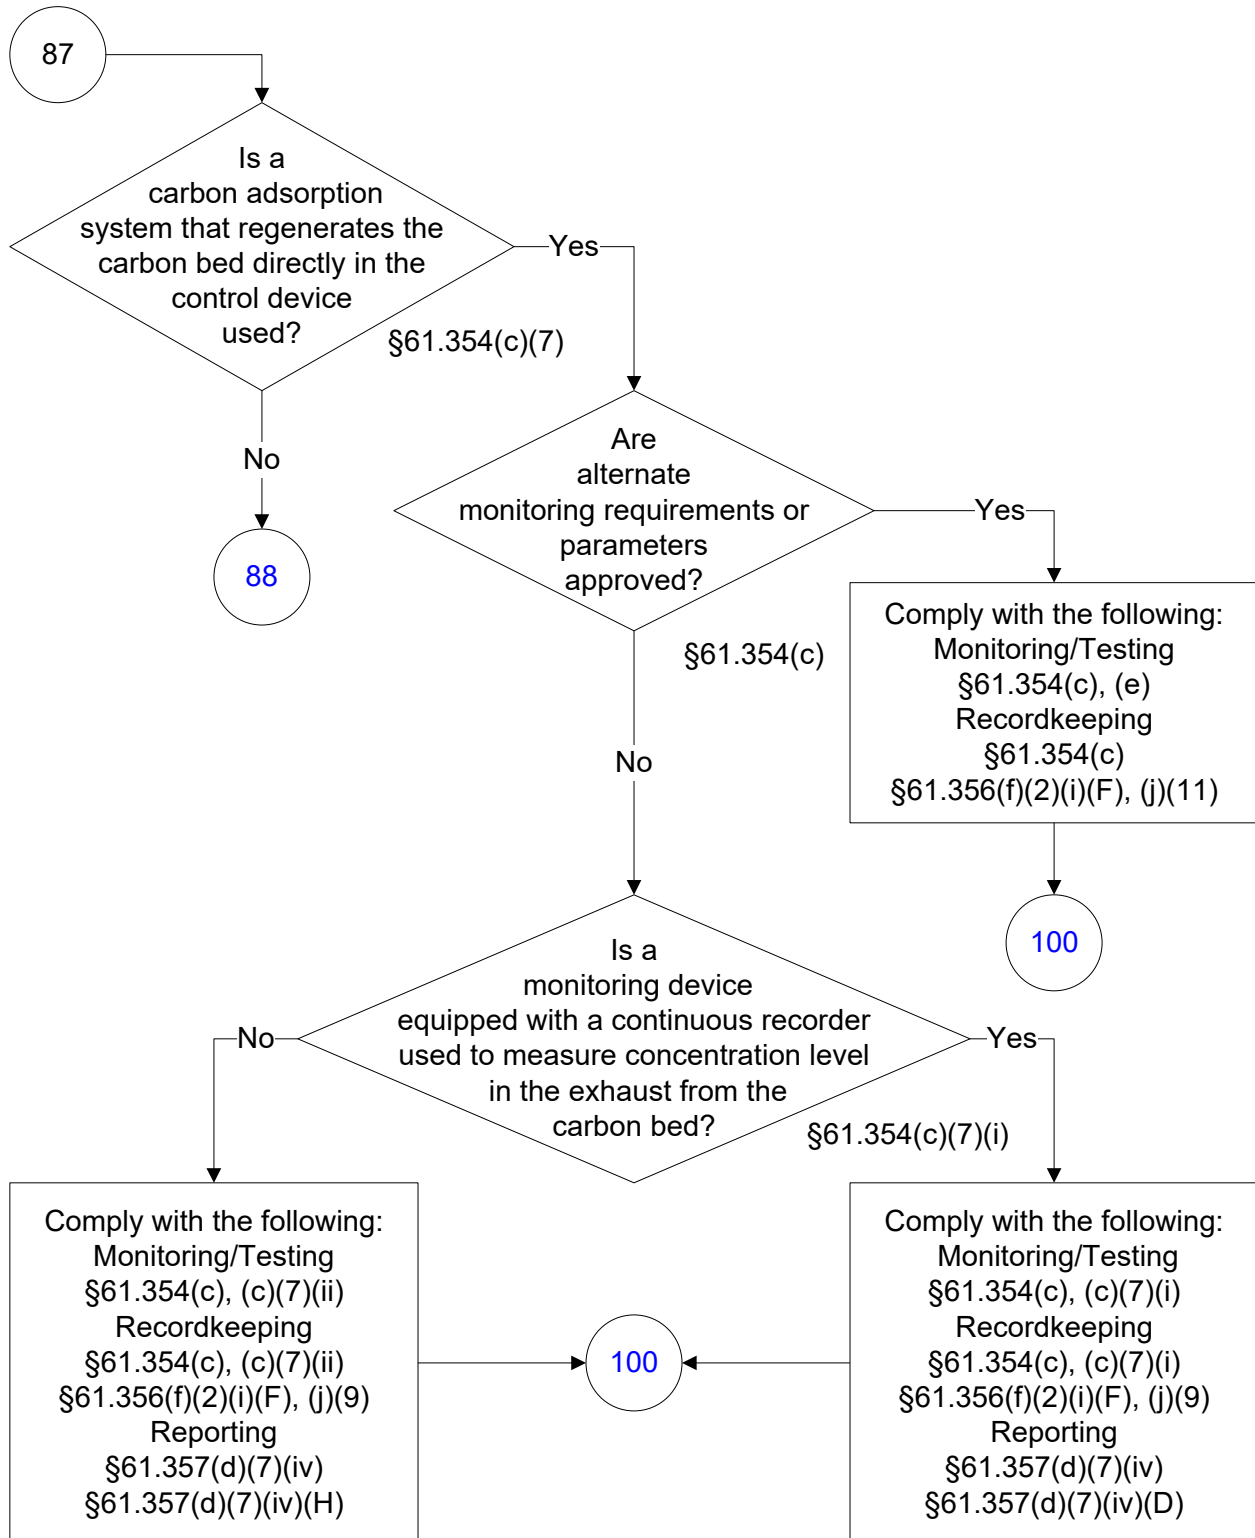 87
Is a
carbon adsorption
system that regenerates the
carbon bed directly in the
control device
used?
Yes
§61.354(c)(7)
No
88
Are
alternate
monitoring requirements or
parameters
approved?
Yes
§61.354(c)
No
Comply with the following:
Monitoring/Testing
§61.354(c), (e)
Recordkeeping
§61.354(c)
§61.356(f)(2)(i)(F), (j)(11)
100
Is a
monitoring device
equipped with a continuous recorder
used to measure concentration level
in the exhaust from the
carbon bed?
No
Yes
§61.354(c)(7)(i)
Comply with the following:
Monitoring/Testing
§61.354(c), (c)(7)(ii)
Recordkeeping
§61.354(c), (c)(7)(ii)
§61.356(f)(2)(i)(F), (j)(9)
Reporting
§61.357(d)(7)(iv)
§61.357(d)(7)(iv)(H)
100
Comply with the following:
Monitoring/Testing
§61.354(c), (c)(7)(i)
Recordkeeping
§61.354(c), (c)(7)(i)
§61.356(f)(2)(i)(F), (j)(9)
Reporting
§61.357(d)(7)(iv)
§61.357(d)(7)(iv)(D)